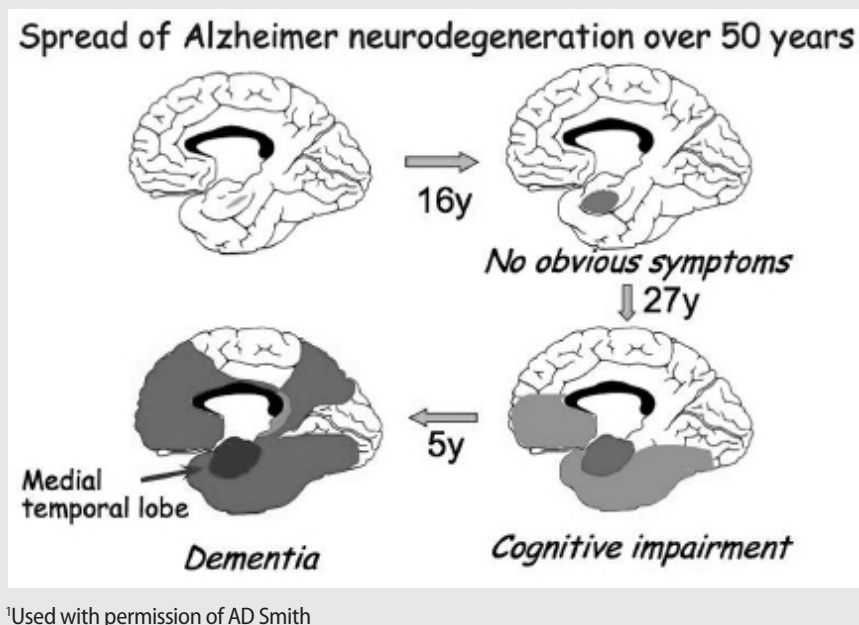 Spread of Alzheimer neurodegeneration over 50 years
16y
No obvious symptoms
27y
5y
Medial
temporal lobe
Dementia
Cognitive impairment
¹Used with permission of AD Smith